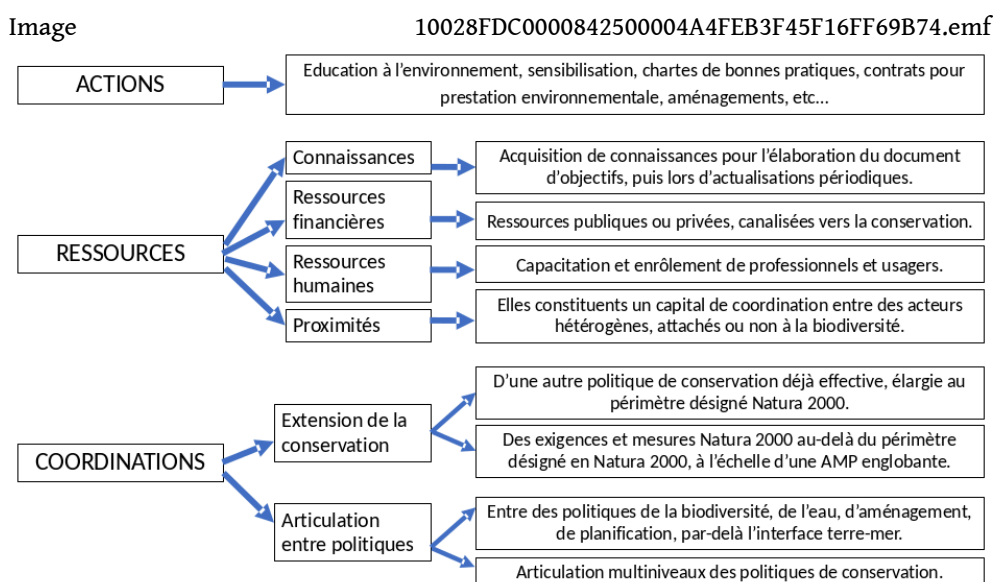 Image 10028FDC0000842500004A4FEB3F45F16FF69B74.emf
ACTIONS
Education à l’environnement, sensibilisation, chartes de bonnes pratiques, contrats pour
prestation environnementale, aménagements, etc…
RESSOURCES
Connaissances
Acquisition de connaissances pour l’élaboration du document
d’objectifs, puis lors d’actualisations périodiques.
Ressources
financières
Ressources publiques ou privées, canalisées vers la conservation.
Ressources
humaines
Capacitation et enrôlement de professionnels et usagers.
Proximités
Elles constituents un capital de coordination entre des acteurs
hétérogènes, attachés ou non à la biodiversité.
COORDINATIONS
Extension de la
conservation
D’une autre politique de conservation déjà effective, élargie au
périmètre désigné Natura 2000.
Des exigences et mesures Natura 2000 au-delà du périmètre
désigné en Natura 2000, à l’échelle d’une AMP englobante.
Articulation
entre politiques
Entre des politiques de la biodiversité, de l’eau, d’aménagement,
de planification, par-delà l’interface terre-mer.
Articulation multiniveaux des politiques de conservation.